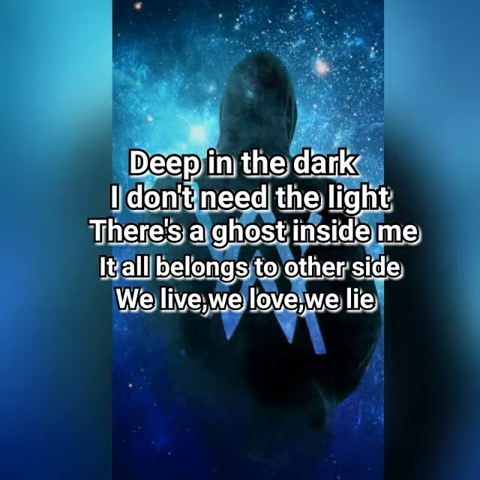 Deep in the dark
I don't need the light
There's a ghost inside me
It all belongs to other side
We live,we love,we lie